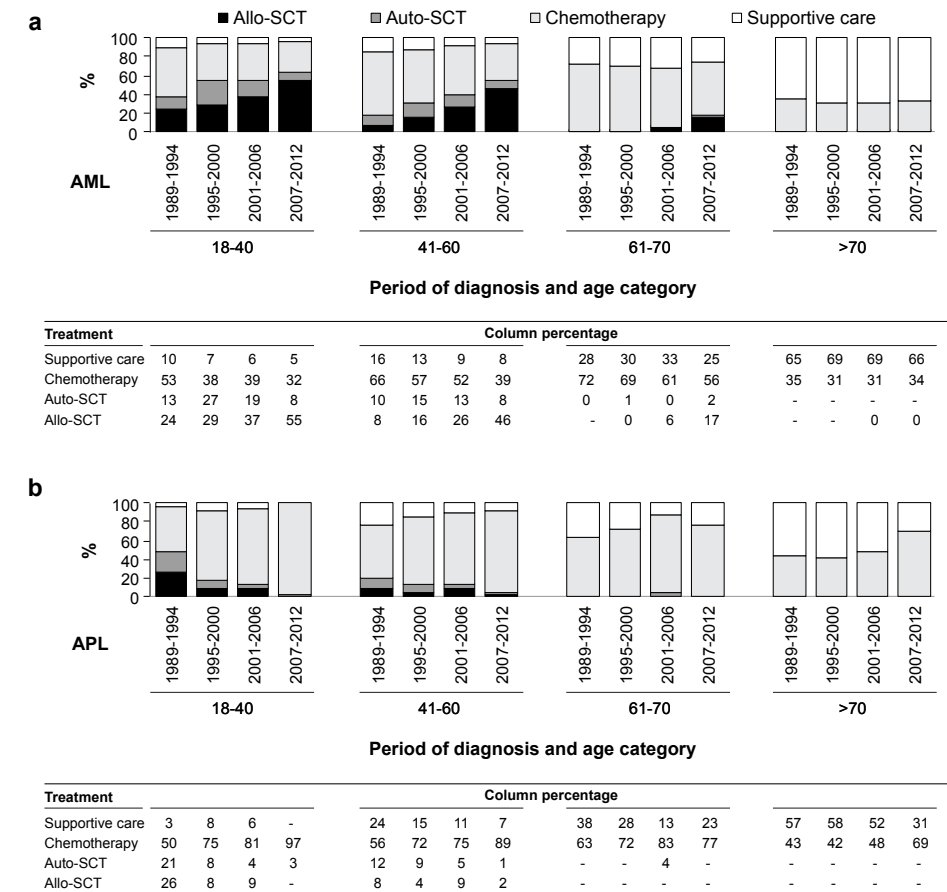 a
■ Allo-SCT ■ Auto-SCT □ Chemotherapy □ Supportive care
100
80
60
40
20
0
%
AML
1989-1994 1995-2000 2001-2006 2007-2012 1989-1994 1995-2000 2001-2006 2007-2012 1989-1994 1995-2000 2001-2006 2007-2012 1989-1994 1995-2000 2001-2006 2007-2012
18-40 41-60 61-70 >70
Period of diagnosis and age category
Treatment Column percentage
Supportive care 10 7 6 5 16 13 9 8 28 30 33 25 65 69 69 66
Chemotherapy 53 38 39 32 66 57 52 39 72 69 61 56 35 31 31 34
Auto-SCT 13 27 19 8 10 15 13 8 0 1 0 2 - - - -
Allo-SCT 24 29 37 55 8 16 26 46 - 0 6 17 - - 0 0
b
100
80
60
40
20
0
%
APL
1989-1994 1995-2000 2001-2006 2007-2012 1989-1994 1995-2000 2001-2006 2007-2012 1989-1994 1995-2000 2001-2006 2007-2012 1989-1994 1995-2000 2001-2006 2007-2012
18-40 41-60 61-70 >70
Period of diagnosis and age category
Treatment Column percentage
Supportive care 3 8 6 - 24 15 11 7 38 28 13 23 57 58 52 31
Chemotherapy 50 75 81 97 56 72 75 89 63 72 83 77 43 42 48 69
Auto-SCT 21 8 4 3 12 9 5 1 - - 4 - - - - -
Allo-SCT 26 8 9 - 8 4 9 2 - - - - - - - -